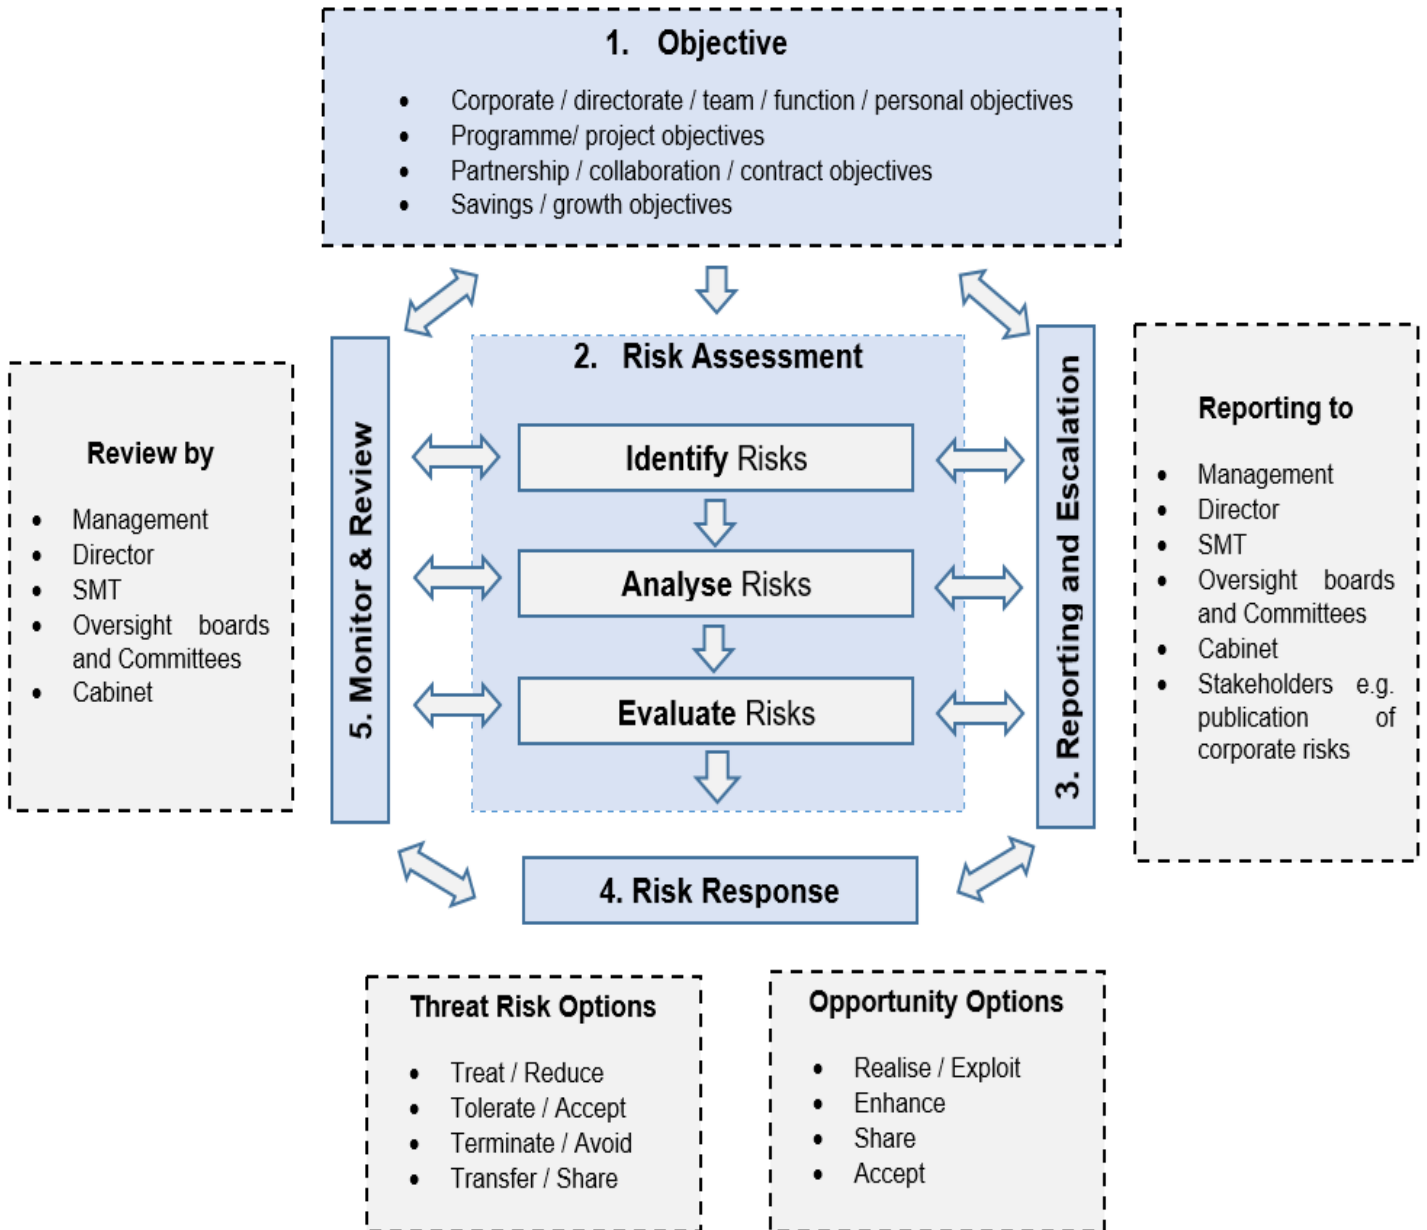 1. Objective
• Corporate / directorate / team / function / personal objectives
• Programme/ project objectives
• Partnership / collaboration / contract objectives
• Savings / growth objectives
Review by
• Management
• Director
• SMT
• Oversight boards
and Committees
• Cabinet
5. Monitor & Review
2. Risk Assessment
Identify Risks
Analyse Risks
Evaluate Risks
3. Reporting and Escalation
Reporting to
• Management
• Director
• SMT
• Oversight boards
and Committees
• Cabinet
• Stakeholders e.g.
publication of
corporate risks
4. Risk Response
Threat Risk Options
• Treat / Reduce
• Tolerate / Accept
• Terminate / Avoid
• Transfer / Share
Opportunity Options
• Realise / Exploit
• Enhance
• Share
• Accept